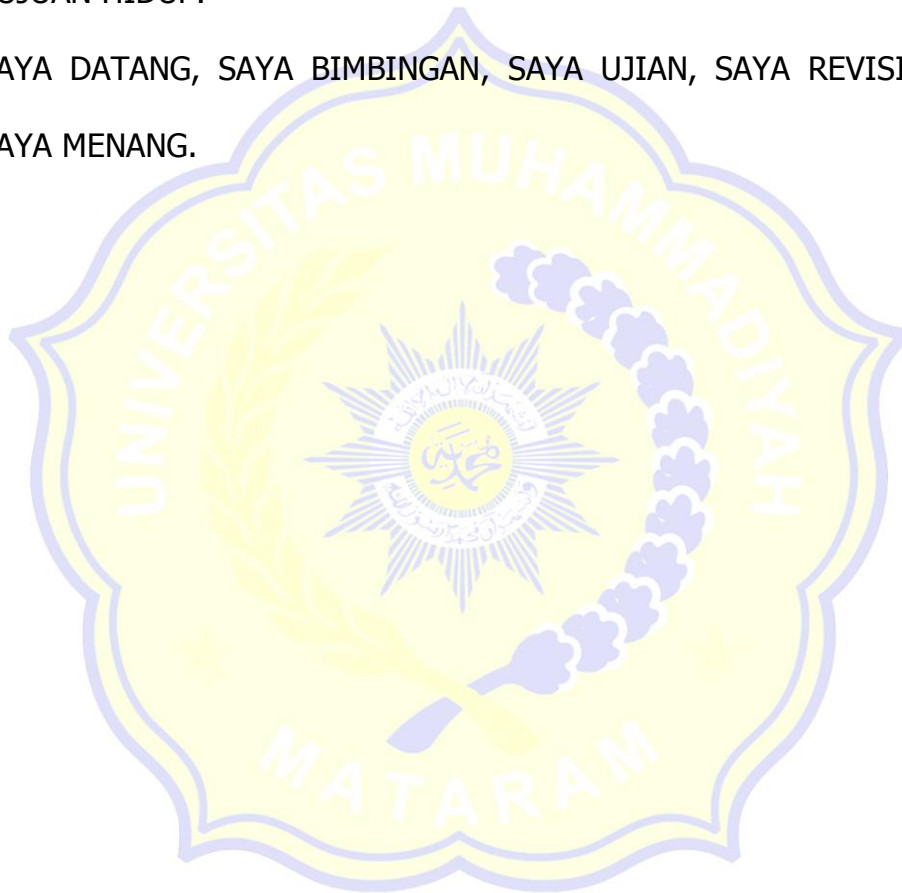 AYA DATANG, SAYA BIMBINGAN, SAYA UJIAN, SAYA REVISI
AYA MENANG.
UNIVERSITAS MUHAMMADIYAH
MATARAM